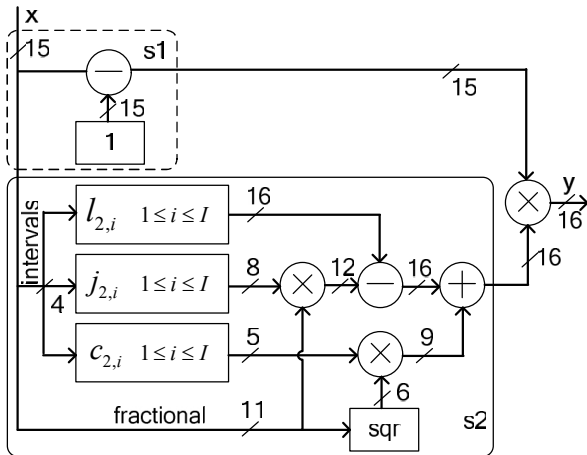 x
15
s1
15
1
15
y
16
16
intervals
4
l2,i 1≤i≤I
16
j2,i 1≤i≤I
8
12
16
c2,i 1≤i≤I
5
9
6
fractional
11
sqr
s2